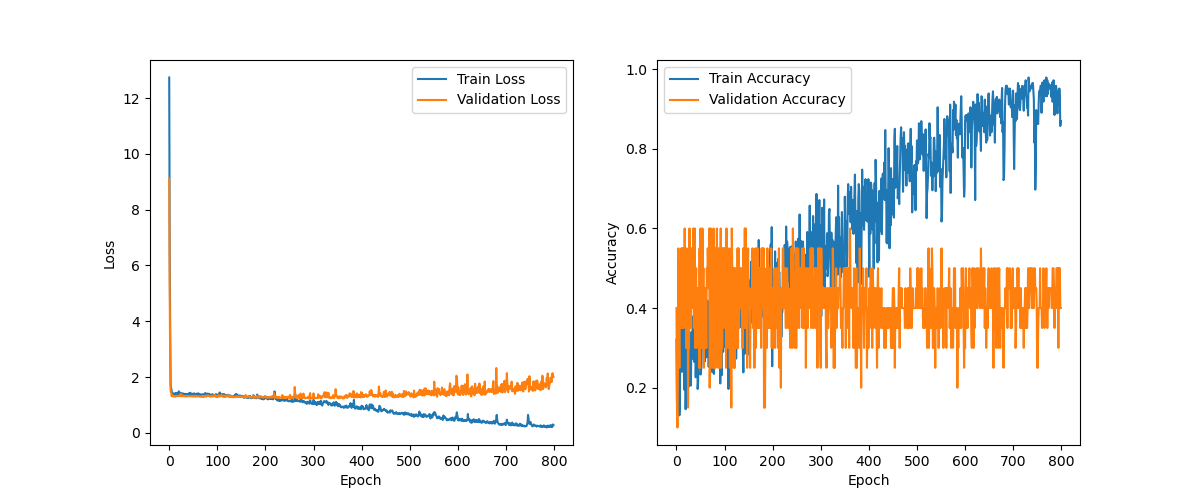 Train Loss
Validation Loss
12
10
8
6
4
2
0
Loss
0 100 200 300 400 500 600 700 800
Epoch
Train Accuracy
Validation Accuracy
1.0
0.8
0.6
0.4
0.2
Accuracy
0 100 200 300 400 500 600 700 800
Epoch